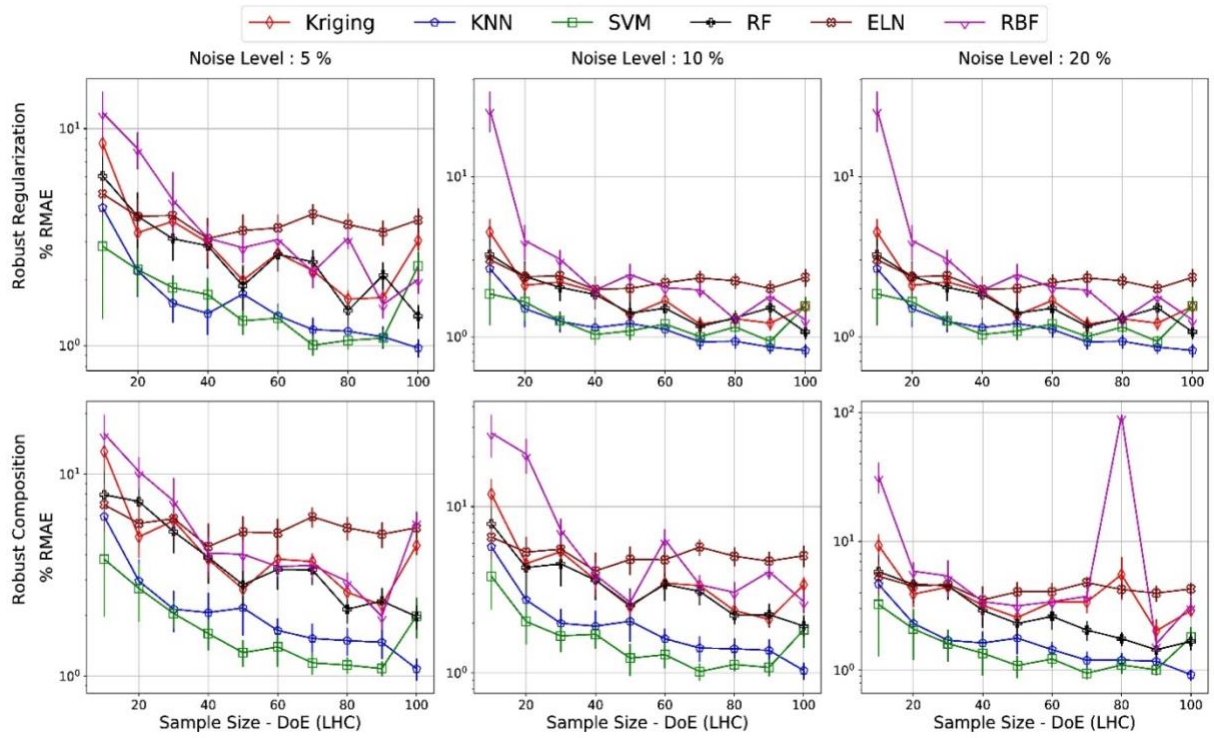 Kriging KNN SVM RF ELN RBF
Noise Level : 5 % Noise Level : 10 % Noise Level : 20 %
Robust Regularization
% RMAE
10¹
10⁰
20 40 60 80 100
10¹
10⁰
20 40 60 80 100
10¹
10⁰
20 40 60 80 100
Robust Composition
% RMAE
10¹
10⁰
20 40 60 80 100
Sample Size - DoE (LHC)
10¹
10⁰
20 40 60 80 100
Sample Size - DoE (LHC)
10²
10¹
10⁰
20 40 60 80 100
Sample Size - DoE (LHC)